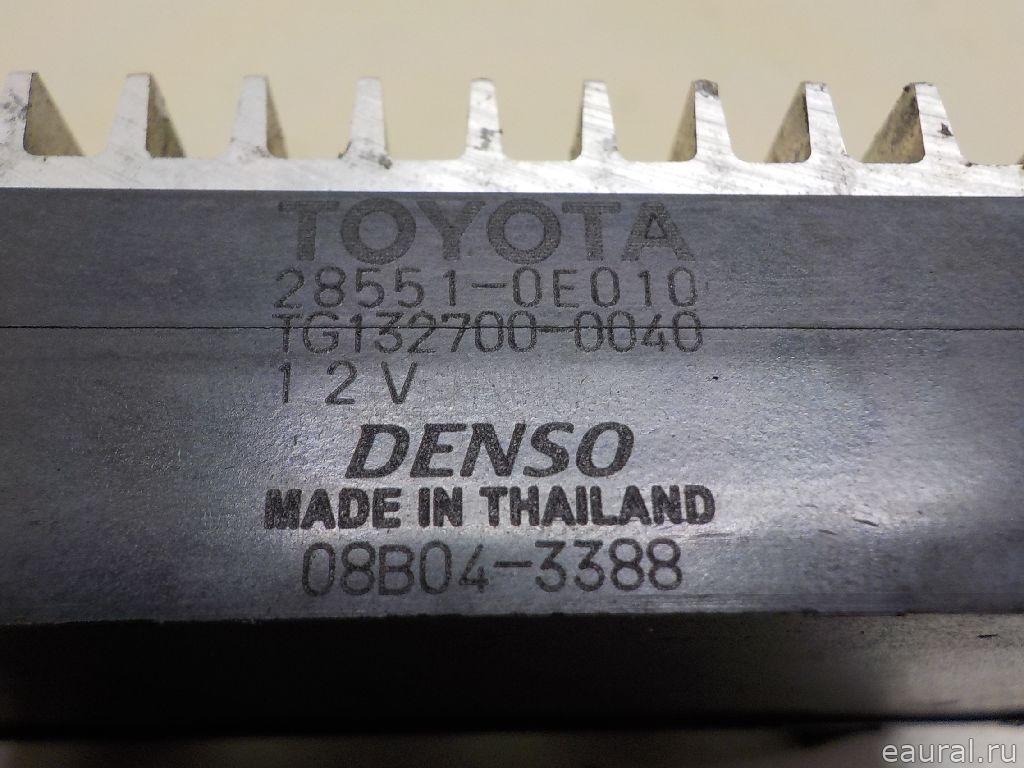 TOYOTA
28551-0E010
TG132700-0040
12V
DENSO
MADE IN THAILAND
08B04-3388
eaural.ru